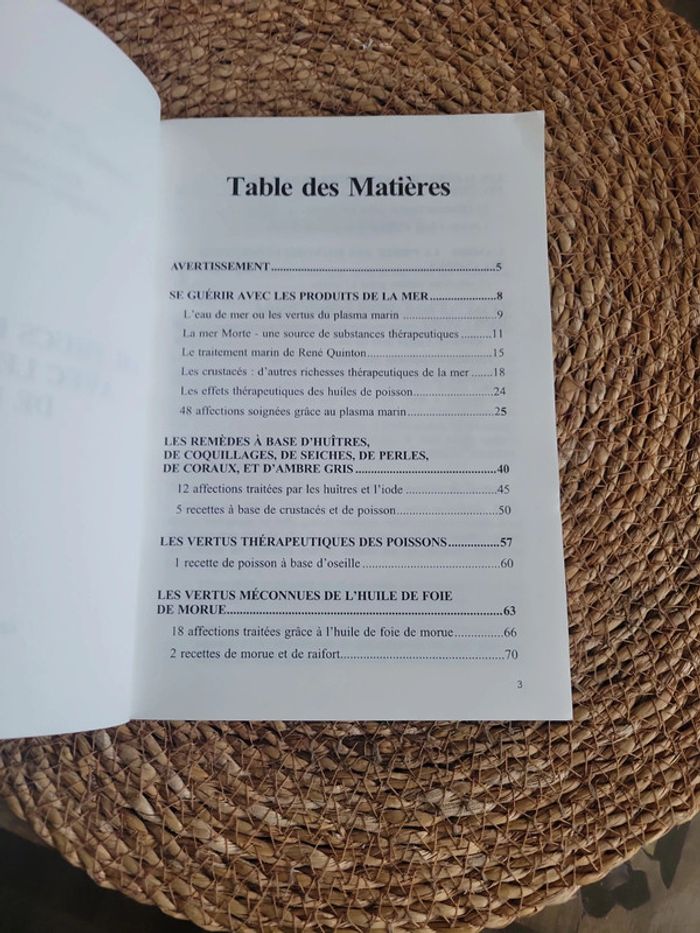 Table des Matières
AVERTISSEMENT....................................................................5
SE GUÉRIR AVEC LES PRODUITS DE LA MER....................8
L'eau de mer ou les vertus du plasma marin ..........................9
La mer Morte - une source de substances thérapeutiques .........11
Le traitement marin de René Quinton....................................15
Les crustacés : d'autres richesses thérapeutiques de la mer .......18
Les effets thérapeutiques des huiles de poisson........................24
48 affections soignées grâce au plasma marin.........................25
LES REMÈDES À BASE D'HUÎTRES,
DE COQUILLAGES, DE SEICHES, DE PERLES,
DE CORAUX, ET D'AMBRE GRIS ........................................40
12 affections traitées par les huîtres et l'iode ..........................45
5 recettes à base de crustacés et de poisson.............................50
LES VERTUS THÉRAPEUTIQUES DES POISSONS................57
1 recette de poisson à base d'oseille........................................60
LES VERTUS MÉCONNUES DE L'HUILE DE FOIE
DE MORUE..............................................................................63
18 affections traitées grâce à l'huile de foie de morue..............66
2 recettes de morue et de raifort.............................................70
3